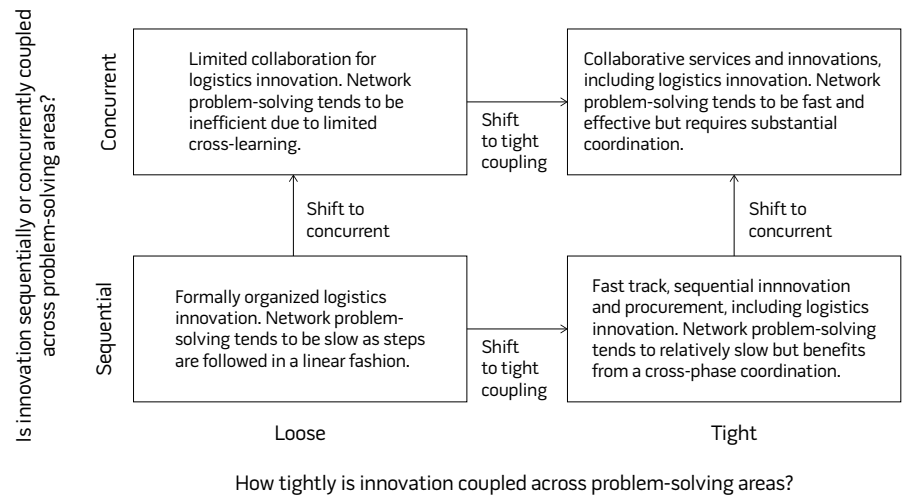 Is innovation sequentially or concurrently coupled
across problem-solving areas?
Concurrent
Limited collaboration for
logistics innovation. Network
problem-solving tends to be
inefficient due to limited
cross-learning.
Shift
to tight
coupling
Collaborative services and innovations,
including logistics innovation. Network
problem-solving tends to be fast and
effective but requires substantial
coordination.
Shift to
concurrent
Shift to
concurrent
Sequential
Formally organized logistics
innovation. Network problem-
solving tends to be slow as steps
are followed in a linear fashion.
Shift
to tight
coupling
Fast track, sequential innnovation
and procurement, including logistics
innovation. Network problem-solving
tends to relatively slow but benefits
from a cross-phase coordination.
Loose
Tight
How tightly is innovation coupled across problem-solving areas?